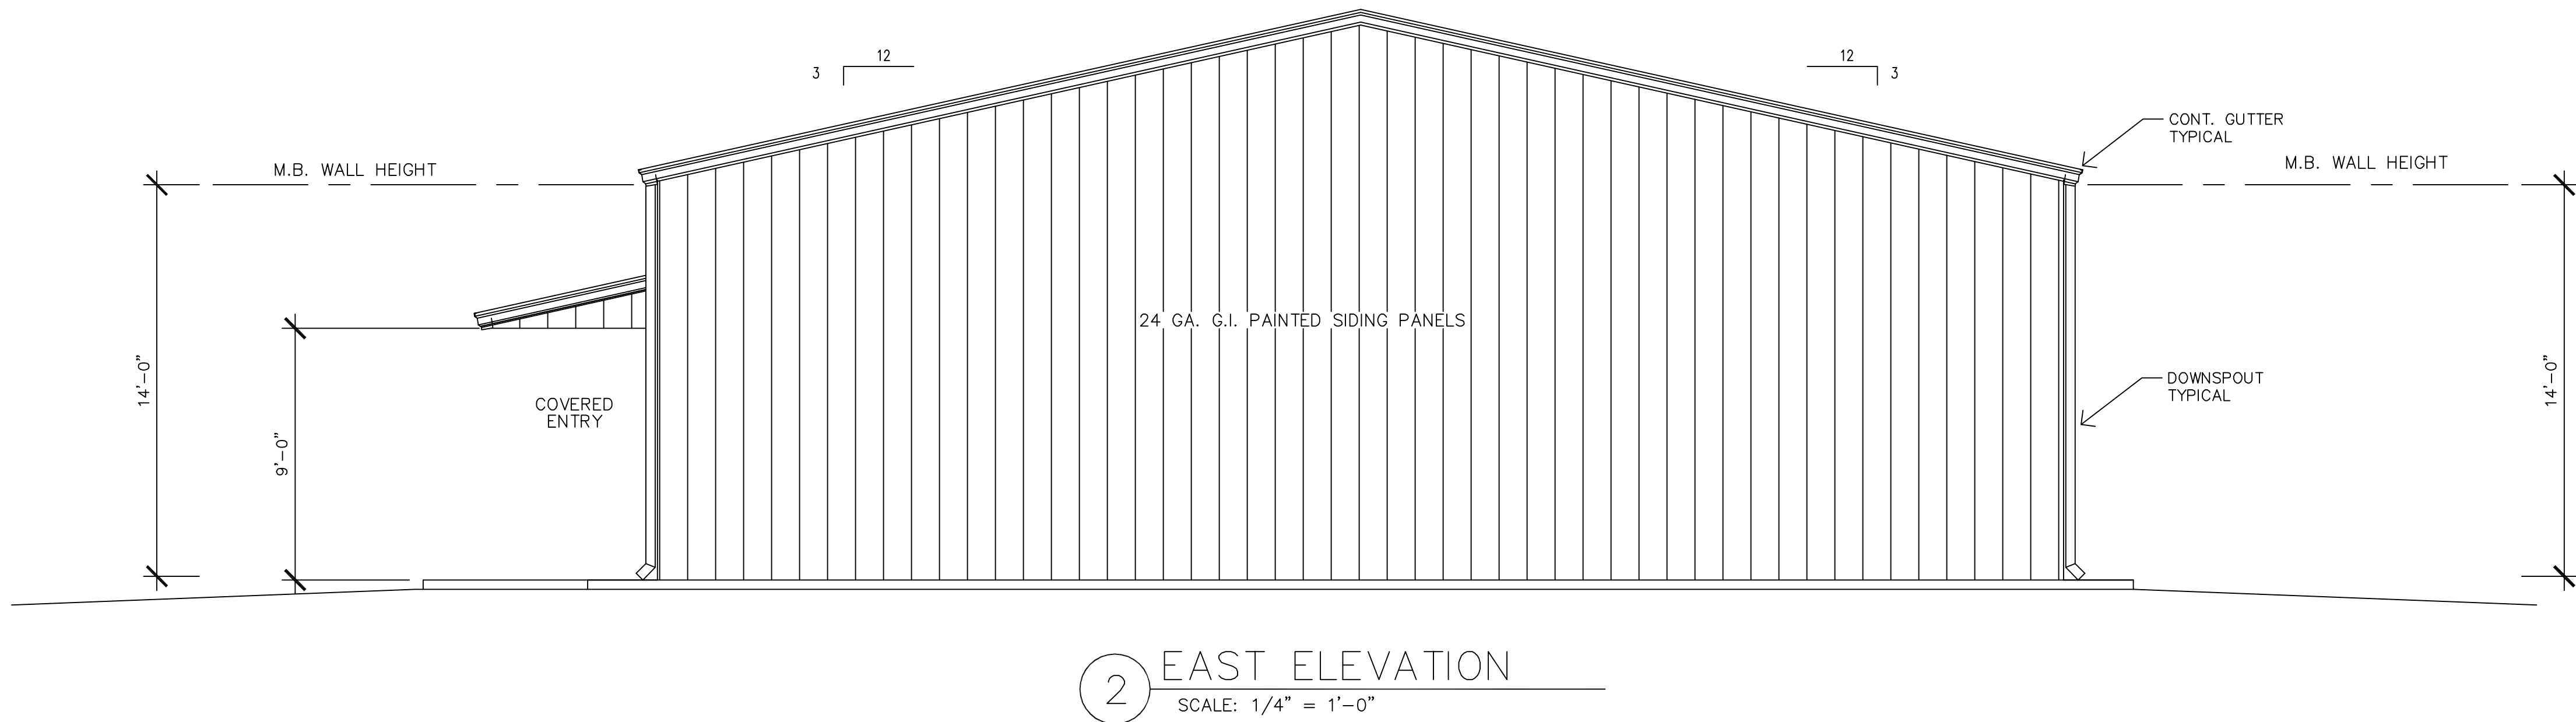 12
3
12
3
CONT. GUTTER
TYPICAL
M.B. WALL HEIGHT
M.B. WALL HEIGHT
24 GA. G.I. PAINTED SIDING PANELS
14'-0"
9'-0"
COVERED
ENTRY
DOWNSPOUT
TYPICAL
14'-0"
2
EAST ELEVATION
SCALE: 1/4" = 1'-0"